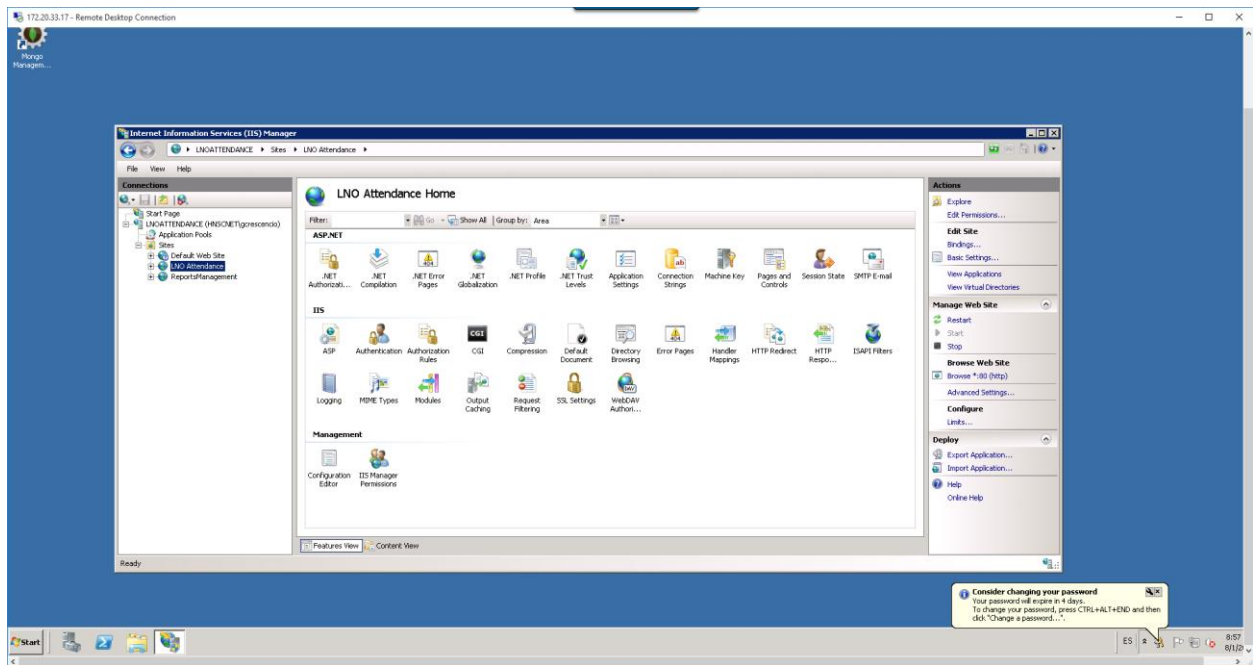 172.20.33.17 - Remote Desktop Connection
Mongo
Managem...
Internet Information Services (IIS) Manager
LNOATTENDANCE Sites LNO Attendance
File View Help
Connections
Start Page
LNOATTENDANCE (HNSCNET\gcrescencio)
Application Pools
Sites
Default Web Site
LNO Attendance
ReportsManagement
LNO Attendance Home
Filter: Go Show All Group by: Area
ASP.NET
.NET Authorizati...
.NET Compilation
.NET Error Pages
.NET Globalization
.NET Profile
.NET Trust Levels
Application Settings
Connection Strings
Machine Key
Pages and Controls
Session State
SMTP E-mail
IIS
ASP
Authentication
Authorization Rules
CGI
Compression
Default Document
Directory Browsing
Error Pages
Handler Mappings
HTTP Redirect
HTTP Respo...
ISAPI Filters
Logging
MIME Types
Modules
Output Caching
Request Filtering
SSL Settings
WebDAV Authori...
Management
Configuration Editor
IIS Manager Permissions
Features View Content View
Ready
Actions
Explore
Edit Permissions...
Edit Site
Bindings...
Basic Settings...
View Applications
View Virtual Directories
Manage Web Site
Restart
Start
Stop
Browse Web Site
Browse *:80 (http)
Advanced Settings...
Configure
Limits...
Deploy
Export Application...
Import Application...
Help
Online Help
Consider changing your password
Your password will expire in 4 days.
To change your password, press CTRL+ALT+END and then
click "Change a password...".
Start
ES
8:57
8/1/2